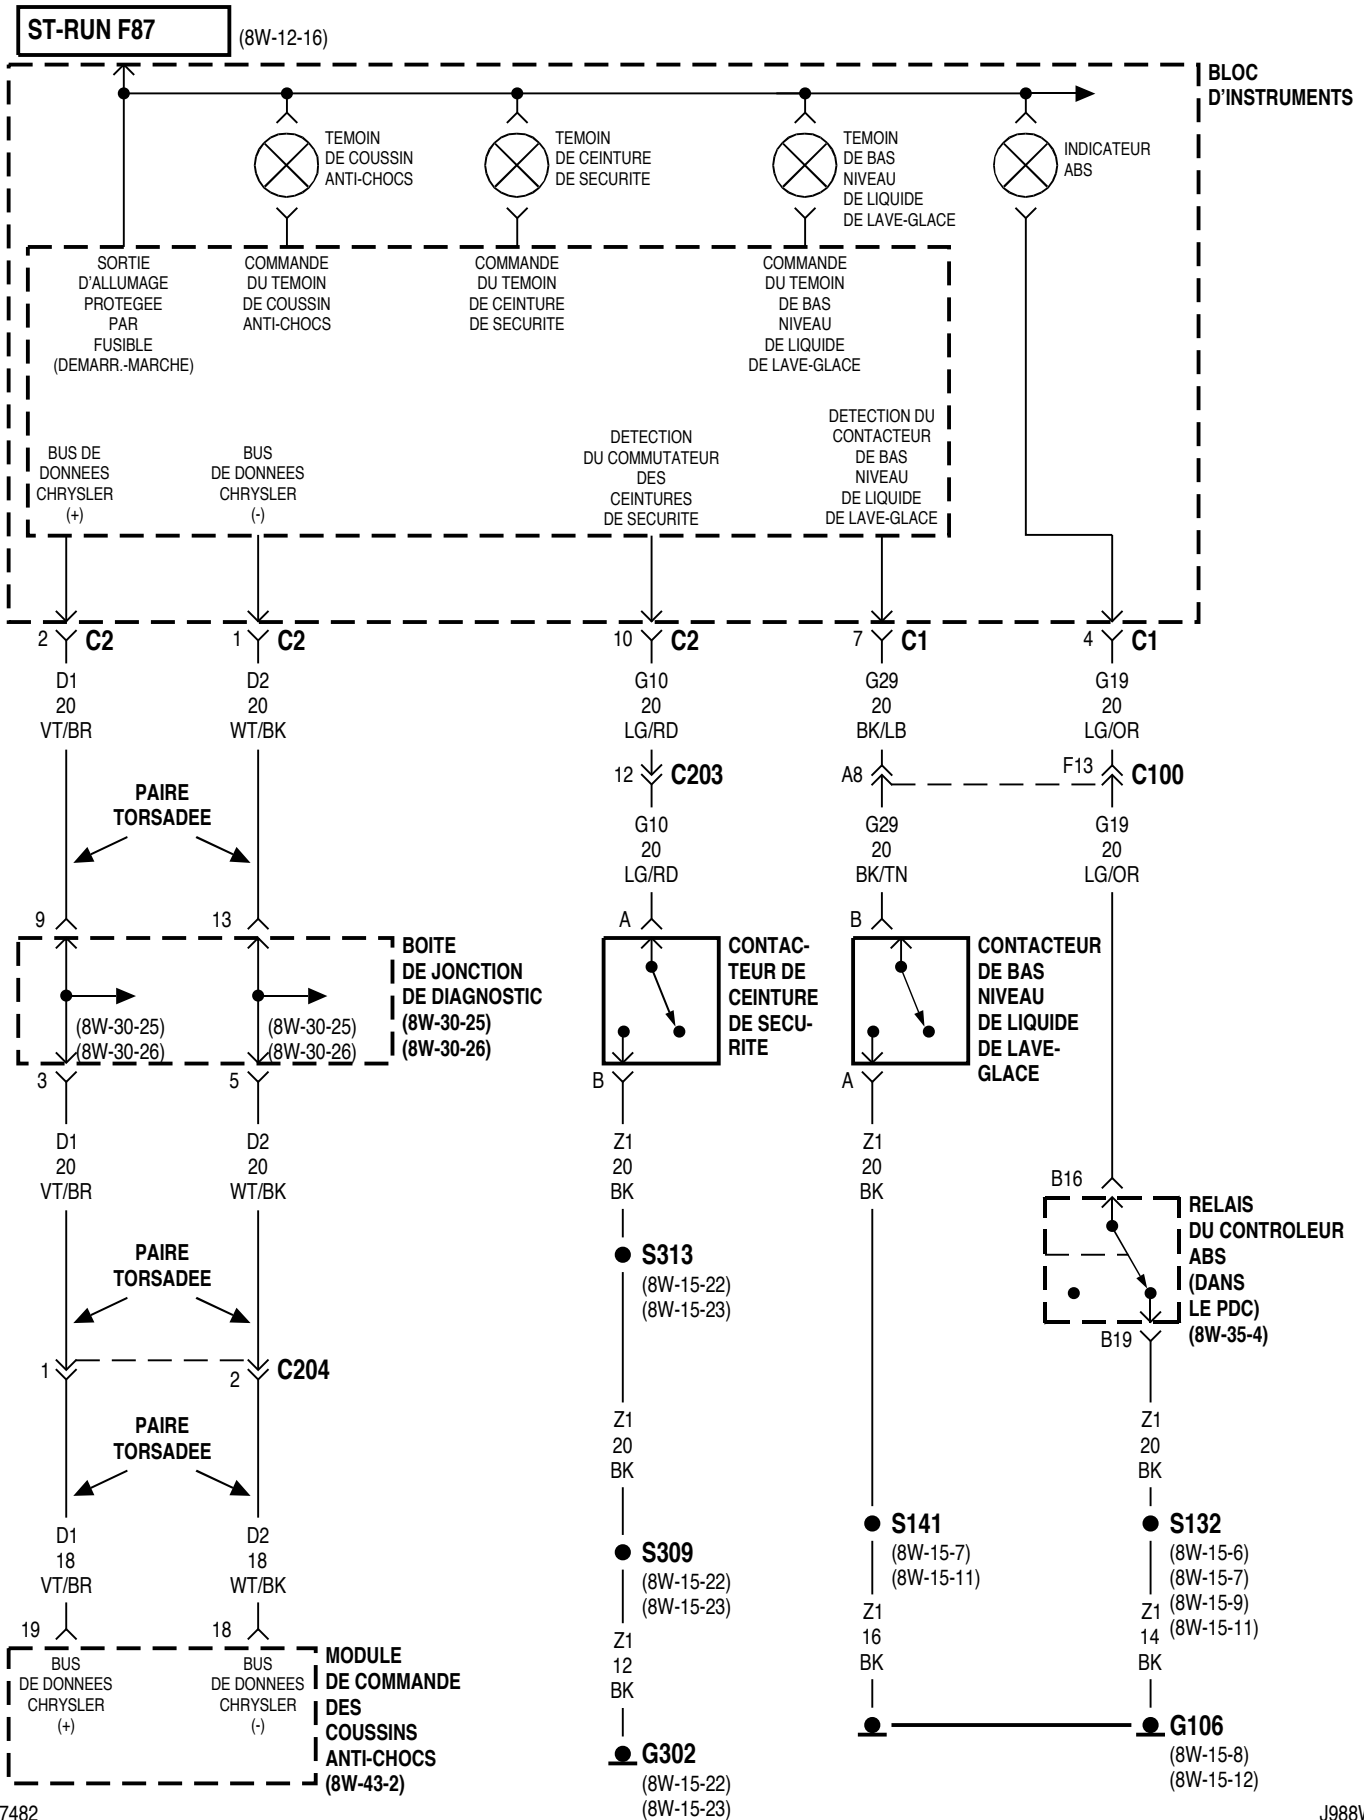 ST-RUN F87
(8W-12-16)
BLOC
D'INSTRUMENTS
TEMOIN
DE COUSSIN
ANTI-CHOCS
TEMOIN
DE CEINTURE
DE SECURITE
TEMOIN
DE BAS
NIVEAU
DE LIQUIDE
DE LAVE-GLACE
INDICATEUR
ABS
SORTIE
D'ALLUMAGE
PROTEGEE
PAR
FUSIBLE
(DEMARR.-MARCHE)
COMMANDE
DU TEMOIN
DE COUSSIN
ANTI-CHOCS
COMMANDE
DU TEMOIN
DE CEINTURE
DE SECURITE
COMMANDE
DU TEMOIN
DE BAS
NIVEAU
DE LIQUIDE
DE LAVE-GLACE
BUS DE
DONNEES
CHRYSLER
(+)
BUS
DE DONNEES
CHRYSLER
(-)
DETECTION
DU COMMUTATEUR
DES
CEINTURES
DE SECURITE
DETECTION DU
CONTACTEUR
DE BAS
NIVEAU
DE LIQUIDE
DE LAVE-GLACE
2 C2
1 C2
10 C2
7 C1
4 C1
D1
20
VT/BR
D2
20
WT/BK
G10
20
LG/RD
G29
20
BK/LB
G19
20
LG/OR
12 C203
A8
F13 C100
PAIRE
TORSADEE
G10
20
LG/RD
G29
20
BK/TN
G19
20
LG/OR
9
13
A
B
BOITE
DE JONCTION
DE DIAGNOSTIC
(8W-30-25)
(8W-30-26)
(8W-30-25)
(8W-30-26)
(8W-30-25)
(8W-30-26)
CONTAC-
TEUR DE
CEINTURE
DE SECU-
RITE
CONTACTEUR
DE BAS
NIVEAU
DE LIQUIDE
DE LAVE-
GLACE
3
5
B
A
D1
20
VT/BR
D2
20
WT/BK
Z1
20
BK
Z1
20
BK
B16
RELAIS
DU CONTROLEUR
ABS
(DANS
LE PDC)
(8W-35-4)
B19
PAIRE
TORSADEE
S313
(8W-15-22)
(8W-15-23)
1
2 C204
PAIRE
TORSADEE
Z1
20
BK
Z1
20
BK
D1
18
VT/BR
D2
18
WT/BK
S309
(8W-15-22)
(8W-15-23)
S141
(8W-15-7)
(8W-15-11)
S132
(8W-15-6)
(8W-15-7)
(8W-15-9)
(8W-15-11)
19
18
Z1
12
BK
Z1
16
BK
Z1
14
BK
BUS
DE DONNEES
CHRYSLER
(+)
BUS
DE DONNEES
CHRYSLER
(-)
MODULE
DE COMMANDE
DES
COUSSINS
ANTI-CHOCS
(8W-43-2)
G302
(8W-15-22)
(8W-15-23)
G106
(8W-15-8)
(8W-15-12)
7482
J988W